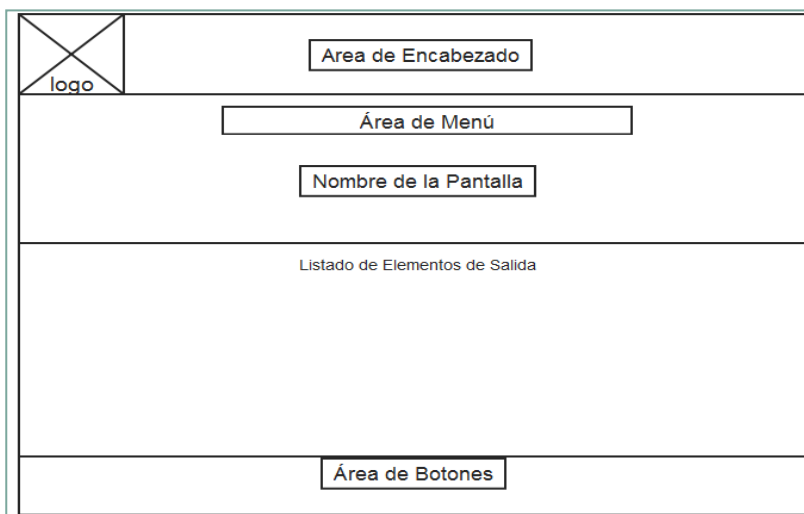 Area de Encabezado
logo
Área de Menú
Nombre de la Pantalla
Listado de Elementos de Salida
Área de Botones